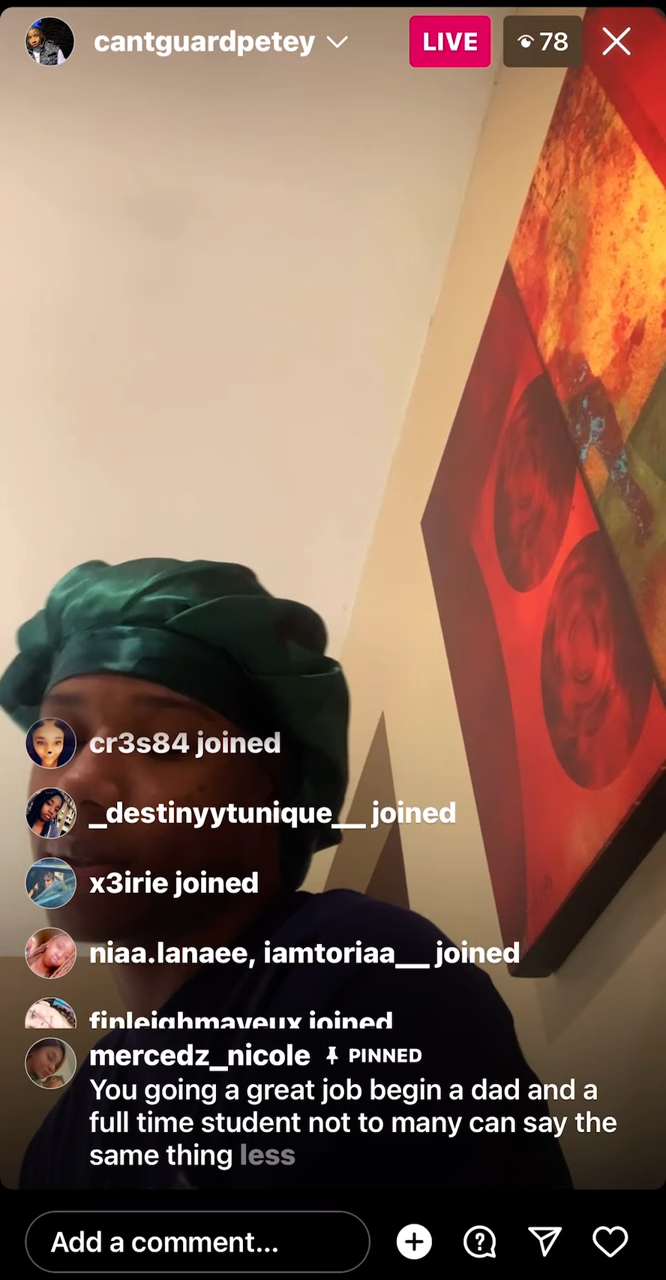 cantguardpetey
LIVE
78
cr3s84 joined
_destinyytunique__ joined
x3irie joined
niaa.lanaee, iamtoriaa__ joined
finleighmayeux joined
mercedz_nicole PINNED
You going a great job begin a dad and a
full time student not to many can say the
same thing less
Add a comment...